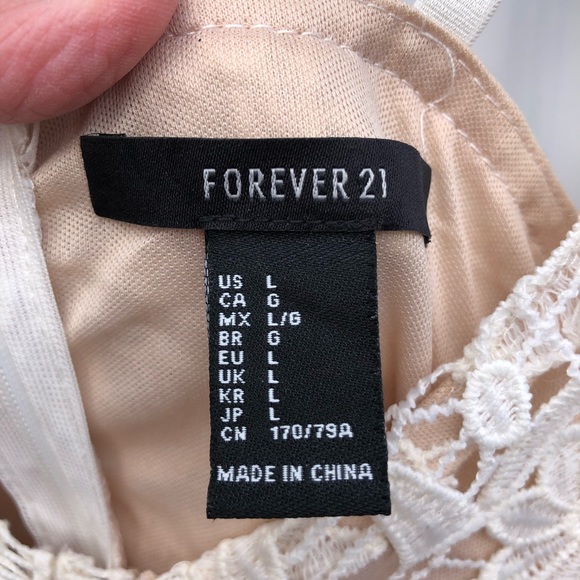 FOREVER 21
US L
CA G
MX L/G
BR G
EU L
UK L
KR L
JP L
CN 170/79A
MADE IN CHINA